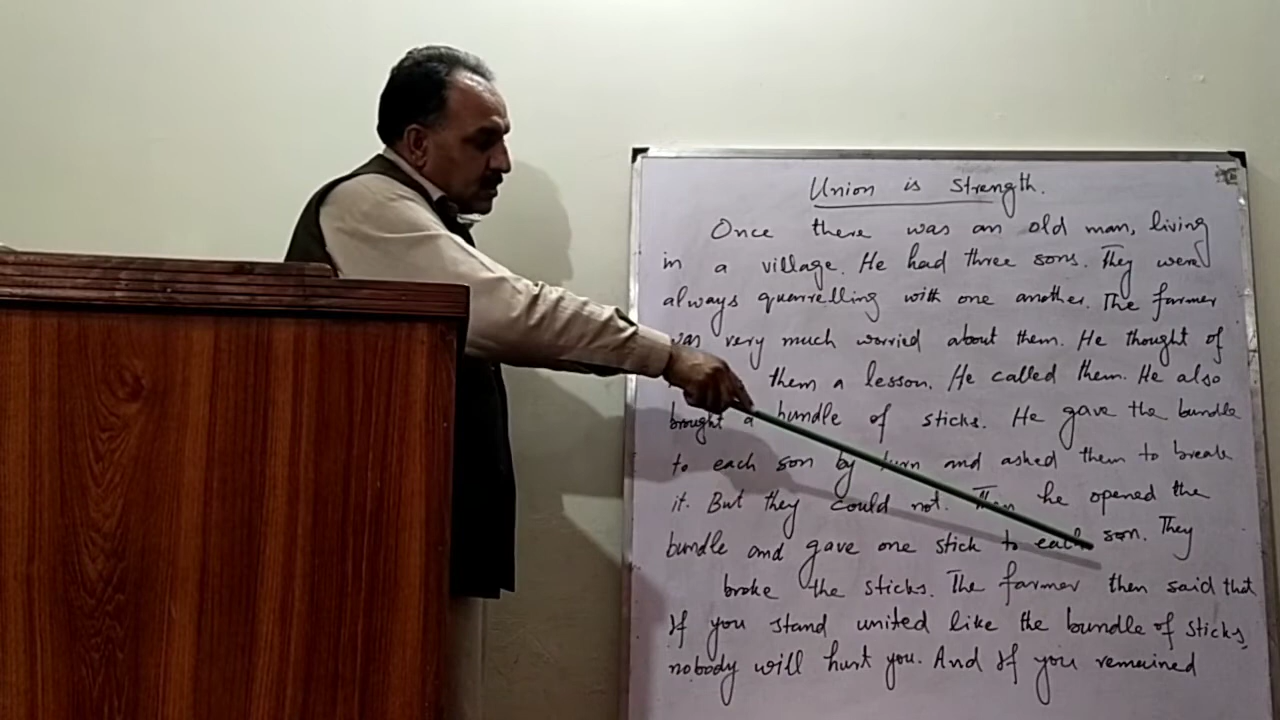 Union is Strength.
Once there was an old man, living
in a village. He had three sons. They were
always quarrelling with one another. The farmer
was very much worried about them. He thought of
them a lesson. He called them. He also
brought a bundle of sticks. He gave the bundle
to each son by turn and asked them to break
it. But they could not. Then he opened the
bundle and gave one stick to each son. They
broke the sticks. The farmer then said that
If you stand united like the bundle of sticks,
nobody will hurt you. And If you remained